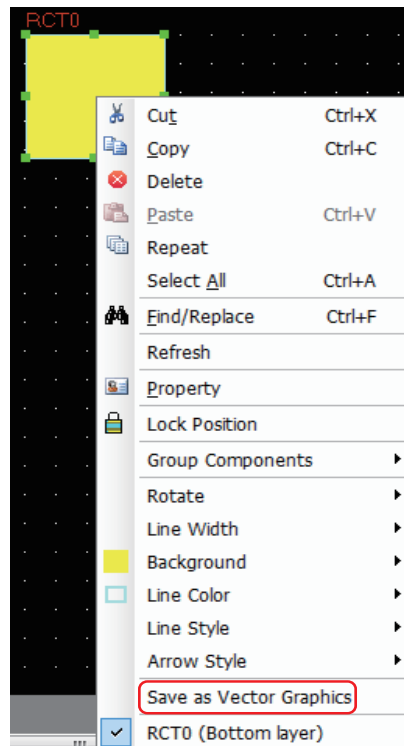 RCT0
Cut Ctrl+X
Copy Ctrl+C
Delete
Paste Ctrl+V
Repeat
Select All Ctrl+A
Find/Replace Ctrl+F
Refresh
Property
Lock Position
Group Components
Rotate
Line Width
Background
Line Color
Line Style
Arrow Style
Save as Vector Graphics
RCT0 (Bottom layer)